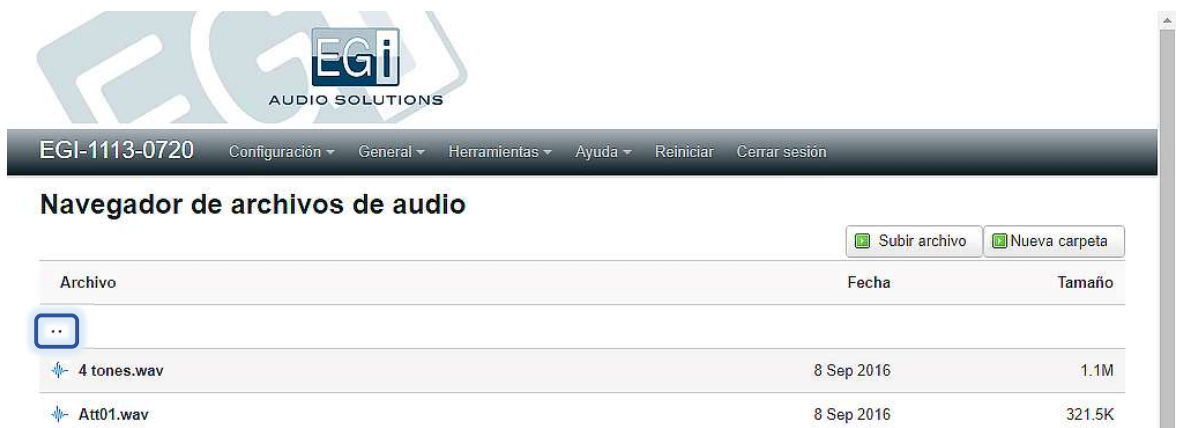 EGi
AUDIO SOLUTIONS
EGI-1113-0720 Configuración General Herramientas Ayuda Reiniciar Cerrar sesión
Navegador de archivos de audio
Subir archivo Nueva carpeta
Archivo Fecha Tamaño
..
4 tones.wav 8 Sep 2016 1.1M
Att01.wav 8 Sep 2016 321.5K